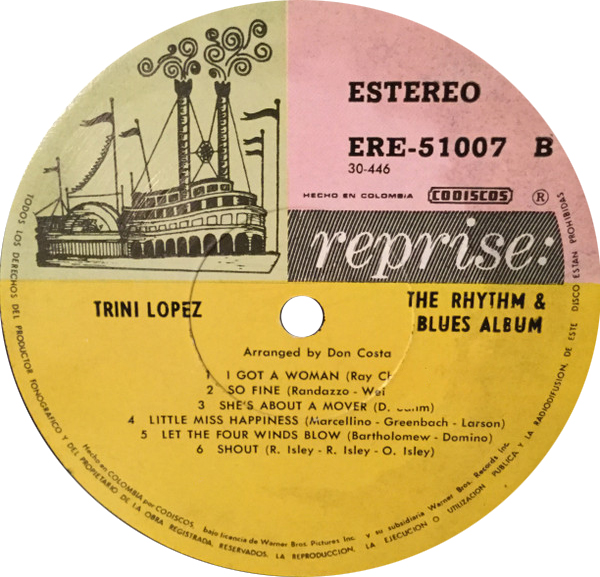 ESTEREO
ERE-51007 B
30-446
HECHO EN COLOMBIA CODISCOS ®
reprise:
TRINI LOPEZ
THE RHYTHM &
BLUES ALBUM
Arranged by Don Costa
1 I GOT A WOMAN (Ray
2 SO FINE (Randazzo -
3 SHE'S ABOUT A MOVER (D.
4 LITTLE MISS HAPPINESS (Marcellino - Greenbach - Larson)
5 LET THE FOUR WINDS BLOW (Bartholomew - Domino)
6 SHOUT (R. Isley - R. Isley - O. Isley)
Hecho en COLOMBIA por CODISCOS, bajo licencia de Warner Bros. Pictures Inc. y su subsidiaria Warner Bros. Records Inc.
TODOS LOS DERECHOS DEL PRODUCTOR FONOGRAFICO Y DEL PROPIETARIO DE LA OBRA REGISTRADA, RESERVADOS. LA REPRODUCCION, LA EJECUCION O UTILIZACION PUBLICA Y LA RADIODIFUSION, DE ESTE DISCO ESTAN PROHIBIDAS